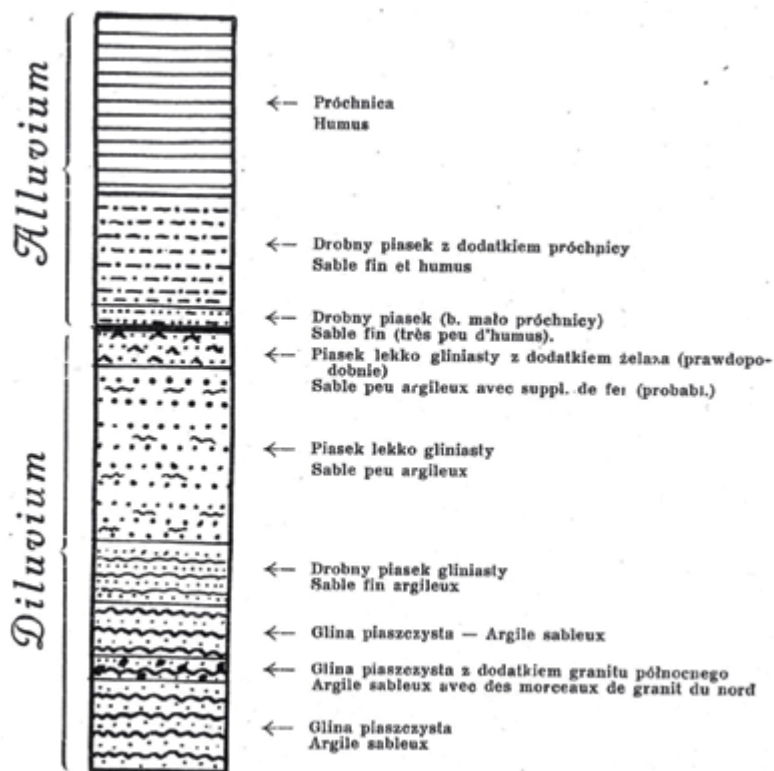 Alluvium
Próchnica
Humus
Drobny piasek z dodatkiem próchnicy
Sable fin et humus
Drobny piasek (b. mało próchnicy)
Sable fin (très peu d'humus).
Piasek lekko gliniasty z dodatkiem żelaza (prawdopo-
dobnie)
Sable peu argileux avec suppl. de fer (probabl.)
Diluvium
Piasek lekko gliniasty
Sable peu argileux
Drobny piasek gliniasty
Sable fin argileux
Glina piaszczysta — Argile sableux
Glina piaszczysta z dodatkiem granitu północnego
Argile sableux avec des morceaux de granit du nord
Glina piaszczysta
Argile sableux